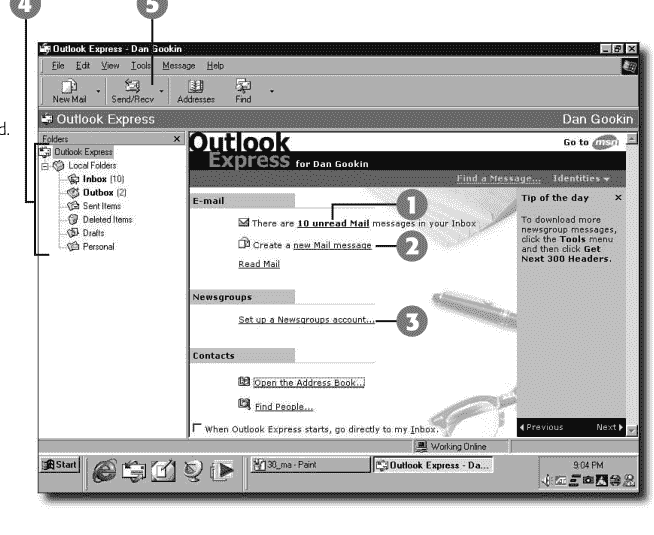 4
5
Outlook Express - Dan Gookin
File Edit View Tools Message Help
New Mail Send/Recv Addresses Find
Outlook Express Dan Gookin
d.
Folders ×
Outlook Express
Local Folders
Inbox (10)
Outbox (2)
Sent Items
Deleted Items
Drafts
Personal
Outlook
Express for Dan Gookin
Go to msn
Find a Message... Identities
E-mail
1
There are 10 unread Mail messages in your Inbox
Create a new Mail message
2
Read Mail
Newsgroups
Set up a Newsgroups account...
3
Contacts
Open the Address Book...
Find People...
When Outlook Express starts, go directly to my Inbox.
Tip of the day ×
To download more
newsgroup messages,
click the Tools menu
and then click Get
Next 300 Headers.
Previous Next
Working Online
Start
30_ma - Paint
Outlook Express - Da...
9:04 PM